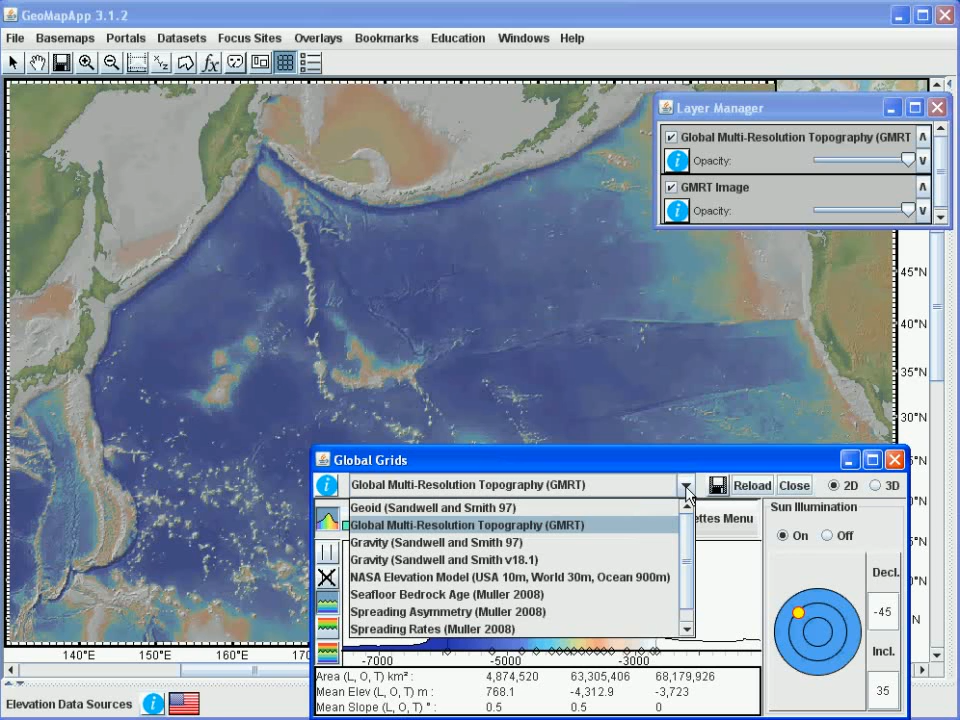 GeoMapApp 3.1.2
File Basemaps Portals Datasets Focus Sites Overlays Bookmarks Education Windows Help
Layer Manager
Global Multi-Resolution Topography (GMRT
Opacity:
GMRT Image
Opacity:
45°N
40°N
35°N
30°N
Global Grids
Global Multi-Resolution Topography (GMRT) Reload Close 2D 3D
Geoid (Sandwell and Smith 97)
Global Multi-Resolution Topography (GMRT)
Gravity (Sandwell and Smith 97)
Gravity (Sandwell and Smith v18.1)
NASA Elevation Model (USA 10m, World 30m, Ocean 900m)
Seafloor Bedrock Age (Muller 2008)
Spreading Asymmetry (Muller 2008)
Spreading Rates (Muller 2008)
ettes Menu
Sun Illumination
On Off
Decl.
-45
Incl.
35
-7000 -5000 -3000
Area (L, O, T) km² : 4,874,520 63,305,406 68,179,926
Mean Elev (L, O, T) m : 768.1 -4,312.9 -3,723
Mean Slope (L, O, T) ° : 0.5 0.5 0
140°E 150°E 160°E 17
Elevation Data Sources